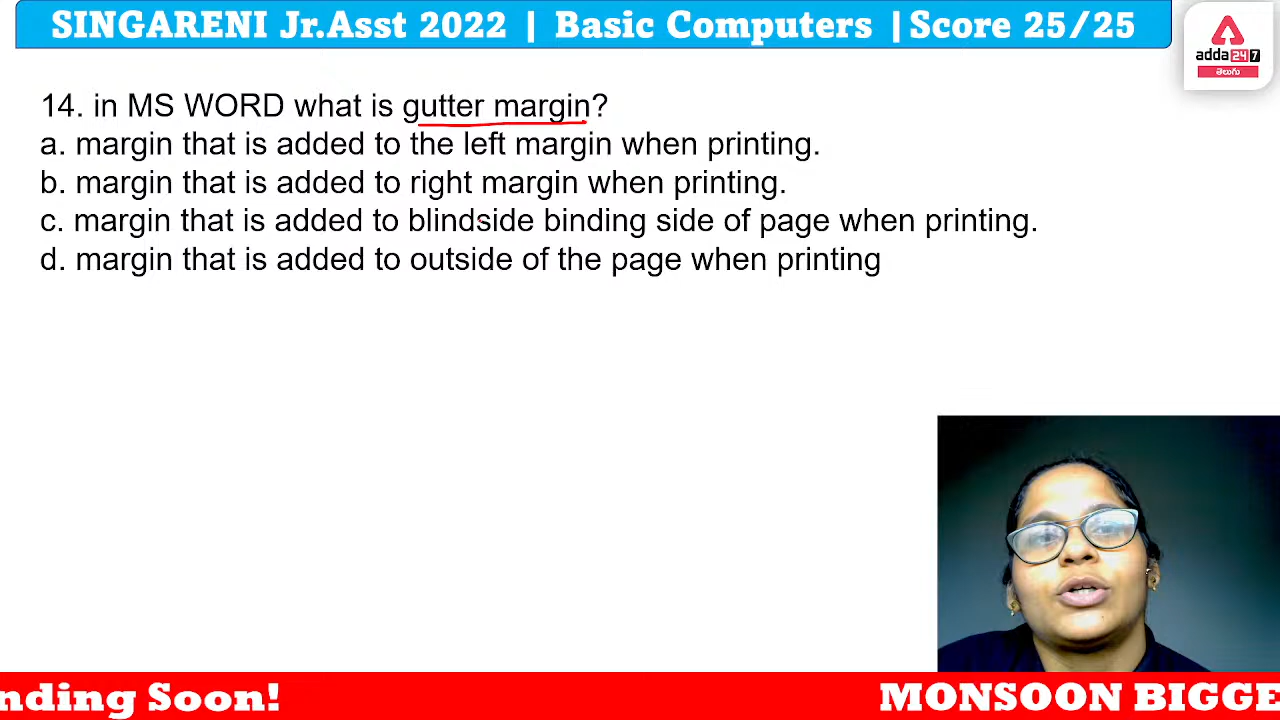 SINGARENI Jr.Asst 2022 | Basic Computers |Score 25/25
adda 24 7
తెలుగు
14. in MS WORD what is gutter margin?
a. margin that is added to the left margin when printing.
b. margin that is added to right margin when printing.
c. margin that is added to blindside binding side of page when printing.
d. margin that is added to outside of the page when printing
nding Soon! MONSOON BIGGE